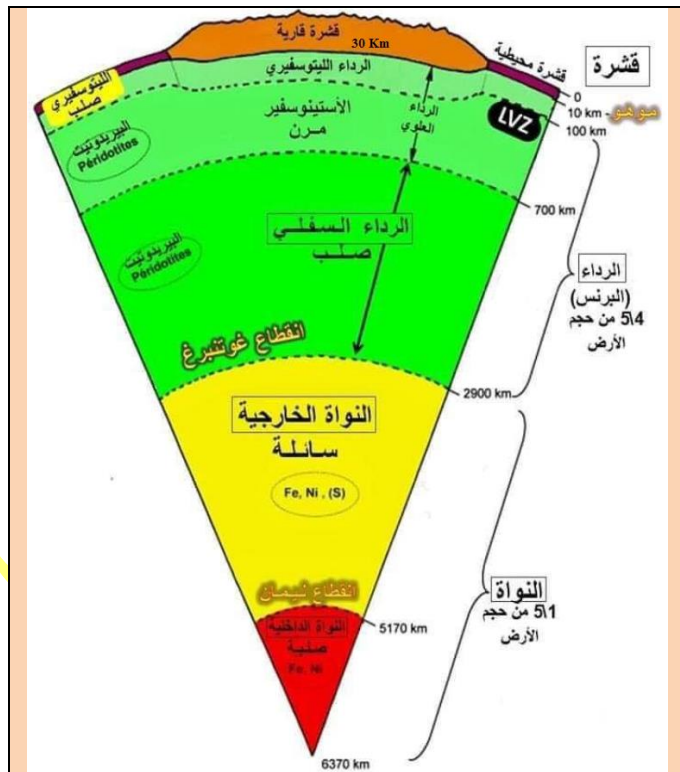 قشرة قارية
30 Km
قشرة محيطية
قشرة
0
10 km
موهو
100 km
LVZ
الليتوسفيري
صلب
الرداء الليتوسفيري
الرداء
العلوي
الأستينوسفير
مرن
البيريدوتيت
Péridotites
700 km
الرداء السفلي
صلب
البيريدوتيت
Péridotites
الرداء
(البرنس)
4\5 من حجم
الأرض
انقطاع غوتنبرغ
2900 km
النواة الخارجية
سائلة
Fe, Ni , (S)
انقطاع ليمان
5170 km
النواة الداخلية
صلبة
Fe, Ni
النواة
1\5 من حجم
الأرض
6370 km